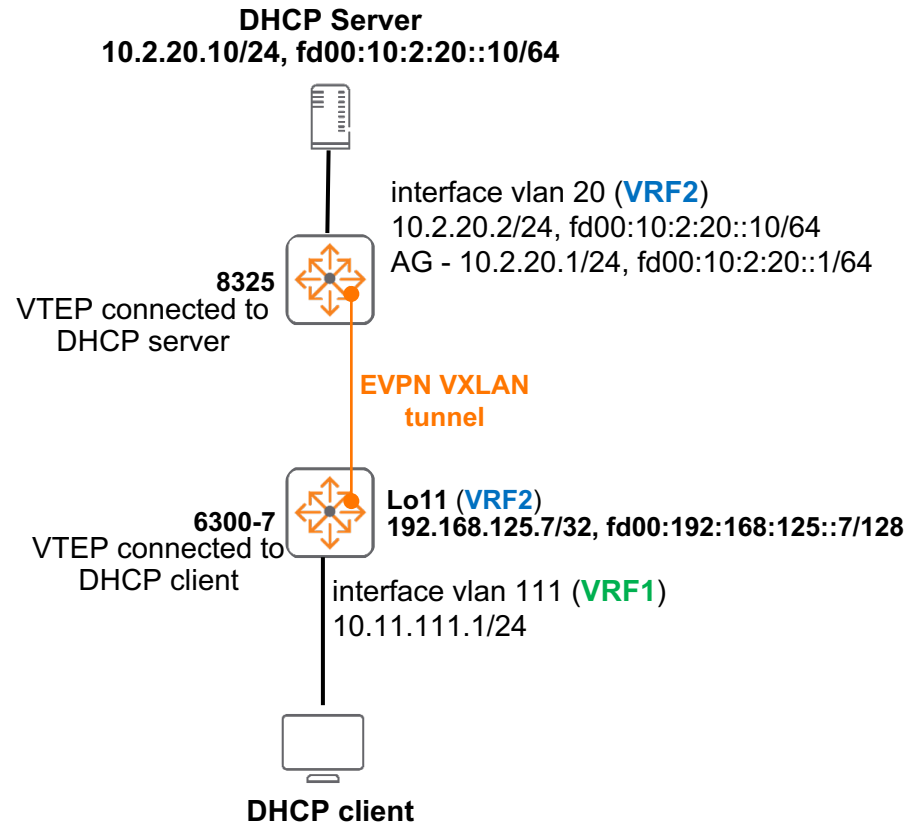 DHCP Server
10.2.20.10/24, fd00:10:2:20::10/64
interface vlan 20 (VRF2)
10.2.20.2/24, fd00:10:2:20::10/64
AG - 10.2.20.1/24, fd00:10:2:20::1/64
8325
VTEP connected to
DHCP server
EVPN VXLAN
tunnel
Lo11 (VRF2)
192.168.125.7/32, fd00:192:168:125::7/128
6300-7
VTEP connected to
DHCP client
interface vlan 111 (VRF1)
10.11.111.1/24
DHCP client